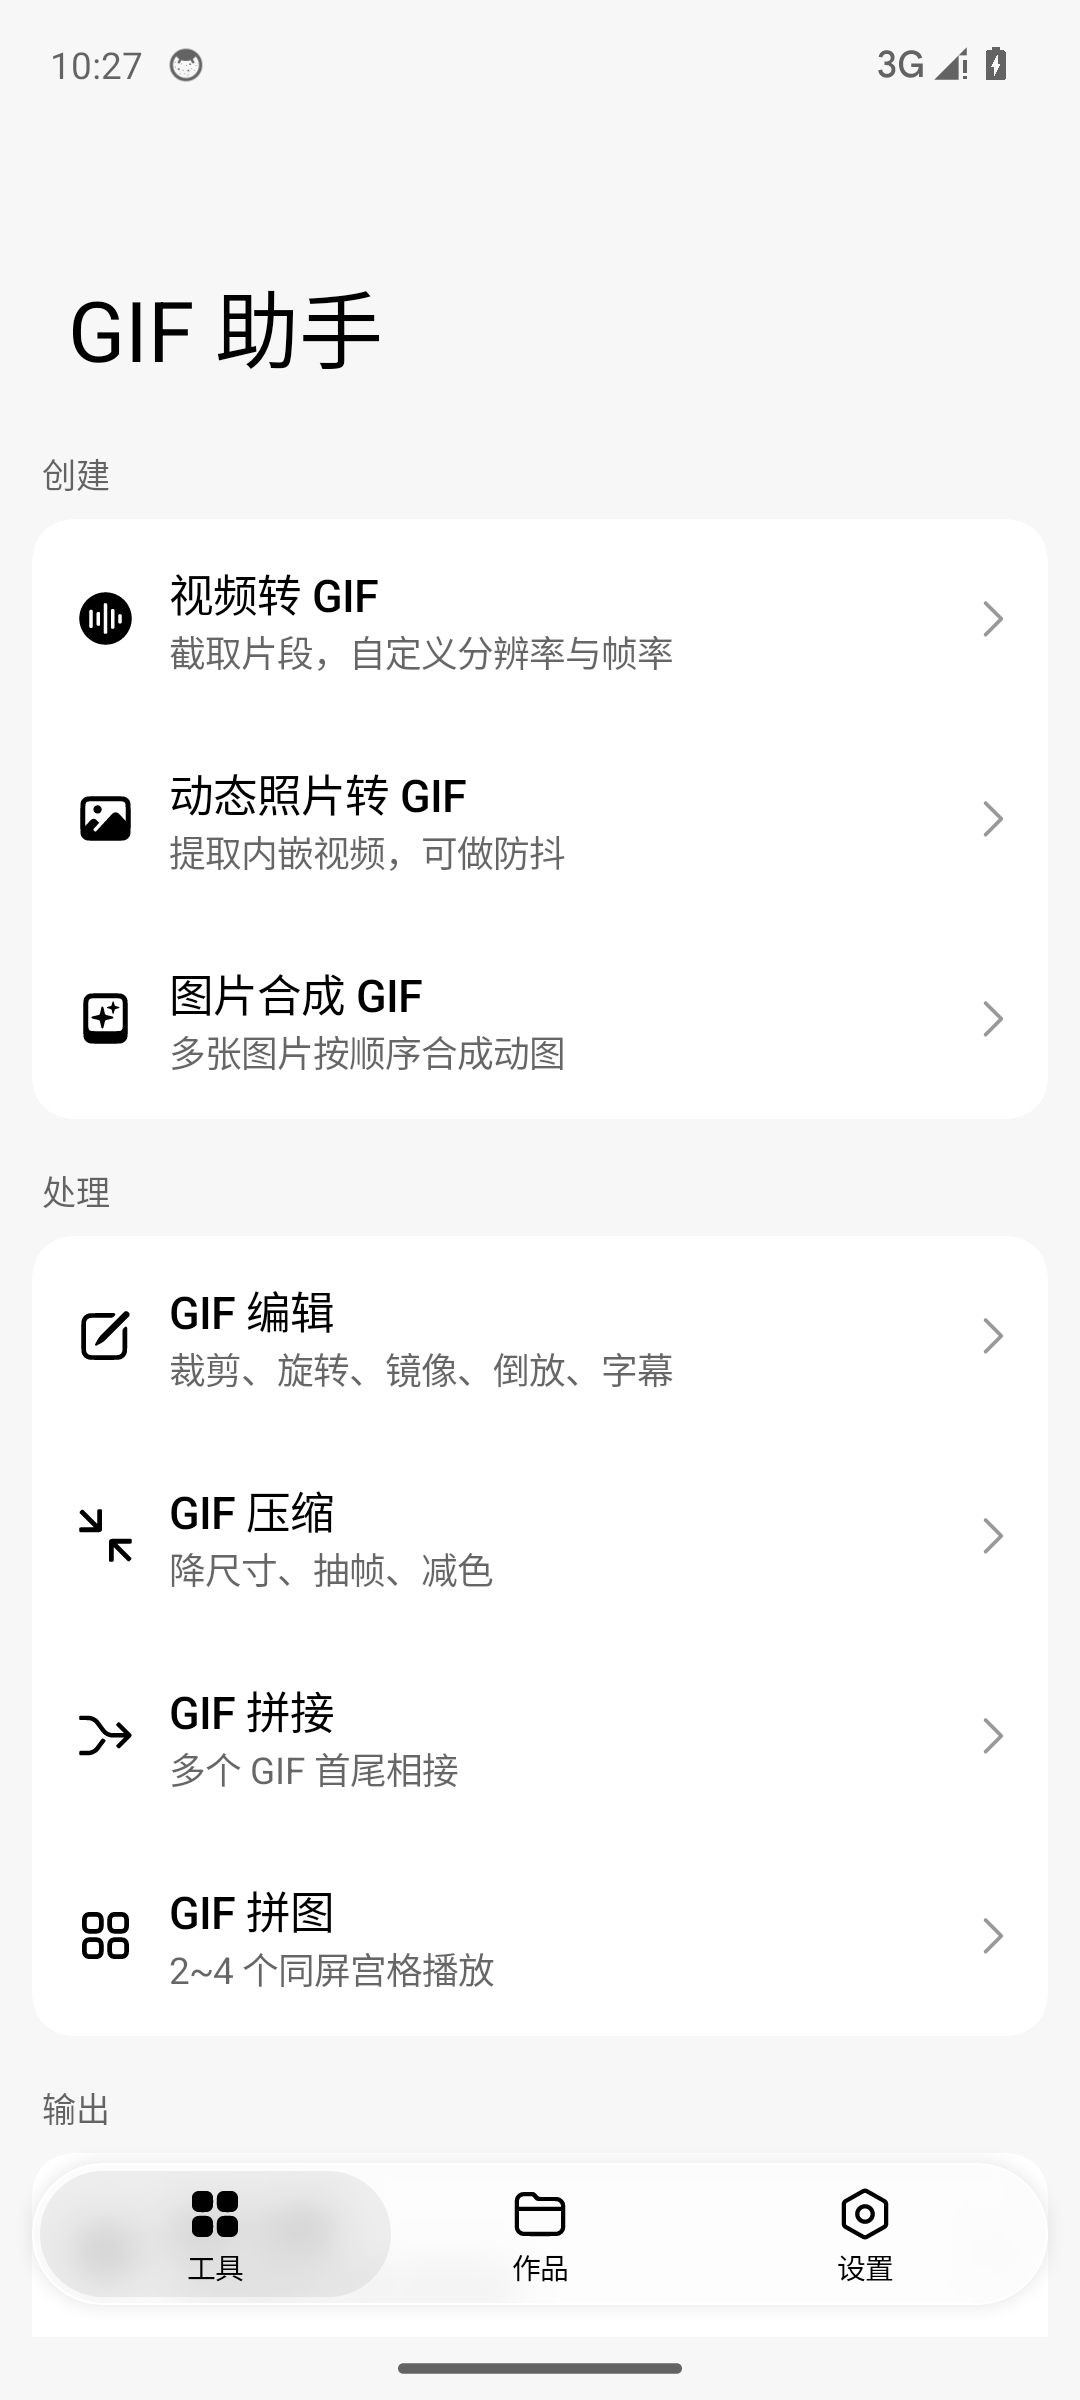 10:27
3G
GIF 助手
创建
视频转 GIF
截取片段，自定义分辨率与帧率
动态照片转 GIF
提取内嵌视频，可做防抖
图片合成 GIF
多张图片按顺序合成动图
处理
GIF 编辑
裁剪、旋转、镜像、倒放、字幕
GIF 压缩
降尺寸、抽帧、减色
GIF 拼接
多个 GIF 首尾相接
GIF 拼图
2~4 个同屏宫格播放
输出
工具
作品
设置